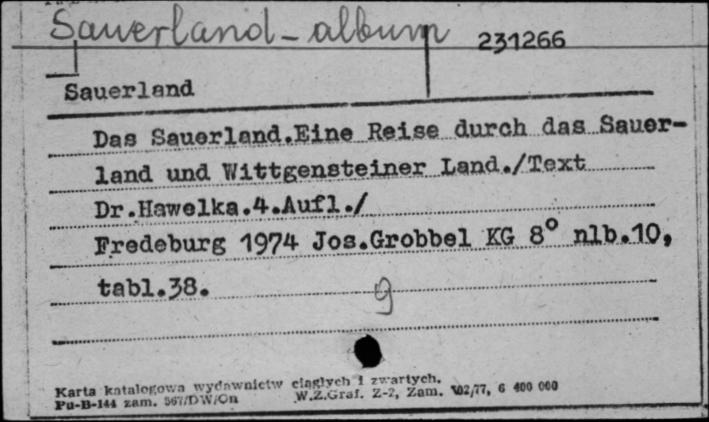 Sauerland-album 231266
Sauerland
Das Sauerland.Eine Reise durch das Sauer-
land und Wittgensteiner Land./Text
Dr.Hawelka.4.Aufl./
Fredeburg 1974 Jos.Grobbel KG 8° nlb.10,
tabl.38.
g
Karta katalogowa wydawnictw ciągłych i zwartych.
Pu-B-144 zam. 567/DW/On W.Z.Graf. Z-2, Zam. 102/77, 6 400 000